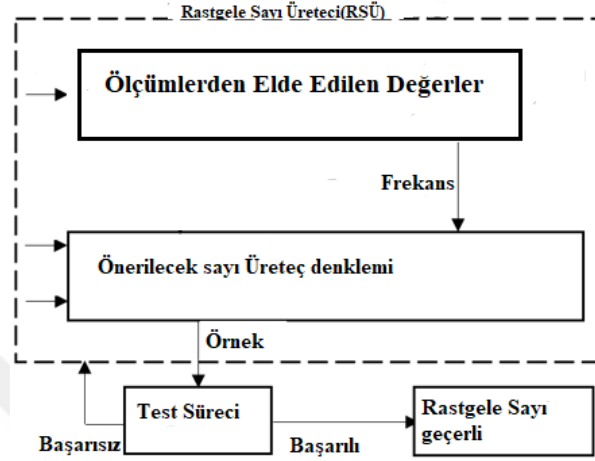 Rastgele Sayı Üreteci(RSÜ)
Ölçümlerden Elde Edilen Değerler
Frekans
Önerilecek sayı Üreteç denklemi
Örnek
Test Süreci
Rastgele Sayı
geçerli
Başarısız
Başarılı